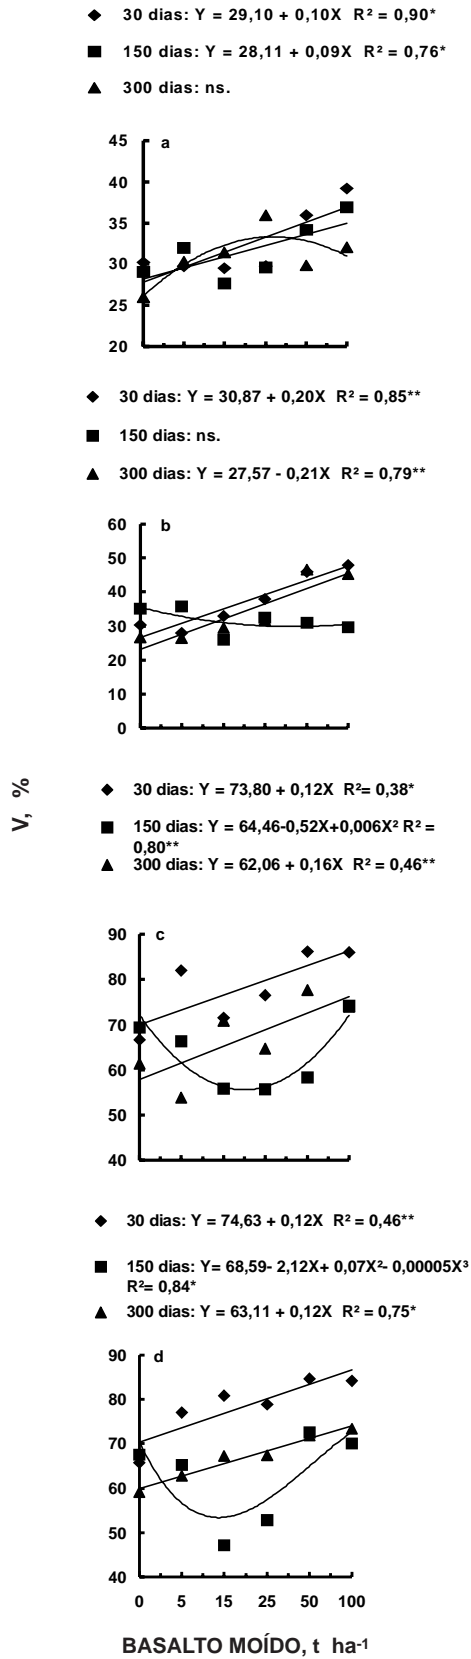 30 dias: Y = 29,10 + 0,10X R² = 0,90*
150 dias: Y = 28,11 + 0,09X R² = 0,76*
300 dias: ns.
45
a
40
35
30
25
20
30 dias: Y = 30,87 + 0,20X R² = 0,85**
150 dias: ns.
300 dias: Y = 27,57 - 0,21X R² = 0,79**
60
b
50
40
30
20
10
0
V, %
30 dias: Y = 73,80 + 0,12X R²= 0,38*
150 dias: Y = 64,46-0,52X+0,006X² R² =
0,80**
300 dias: Y = 62,06 + 0,16X R² = 0,46**
90
c
80
70
60
50
40
30 dias: Y = 74,63 + 0,12X R² = 0,46**
150 dias: Y= 68,59- 2,12X+ 0,07X²- 0,00005X³
R²= 0,84*
300 dias: Y = 63,11 + 0,12X R² = 0,75*
90
d
80
70
60
50
40
0 5 15 25 50 100
BASALTO MOÍDO, t ha-1